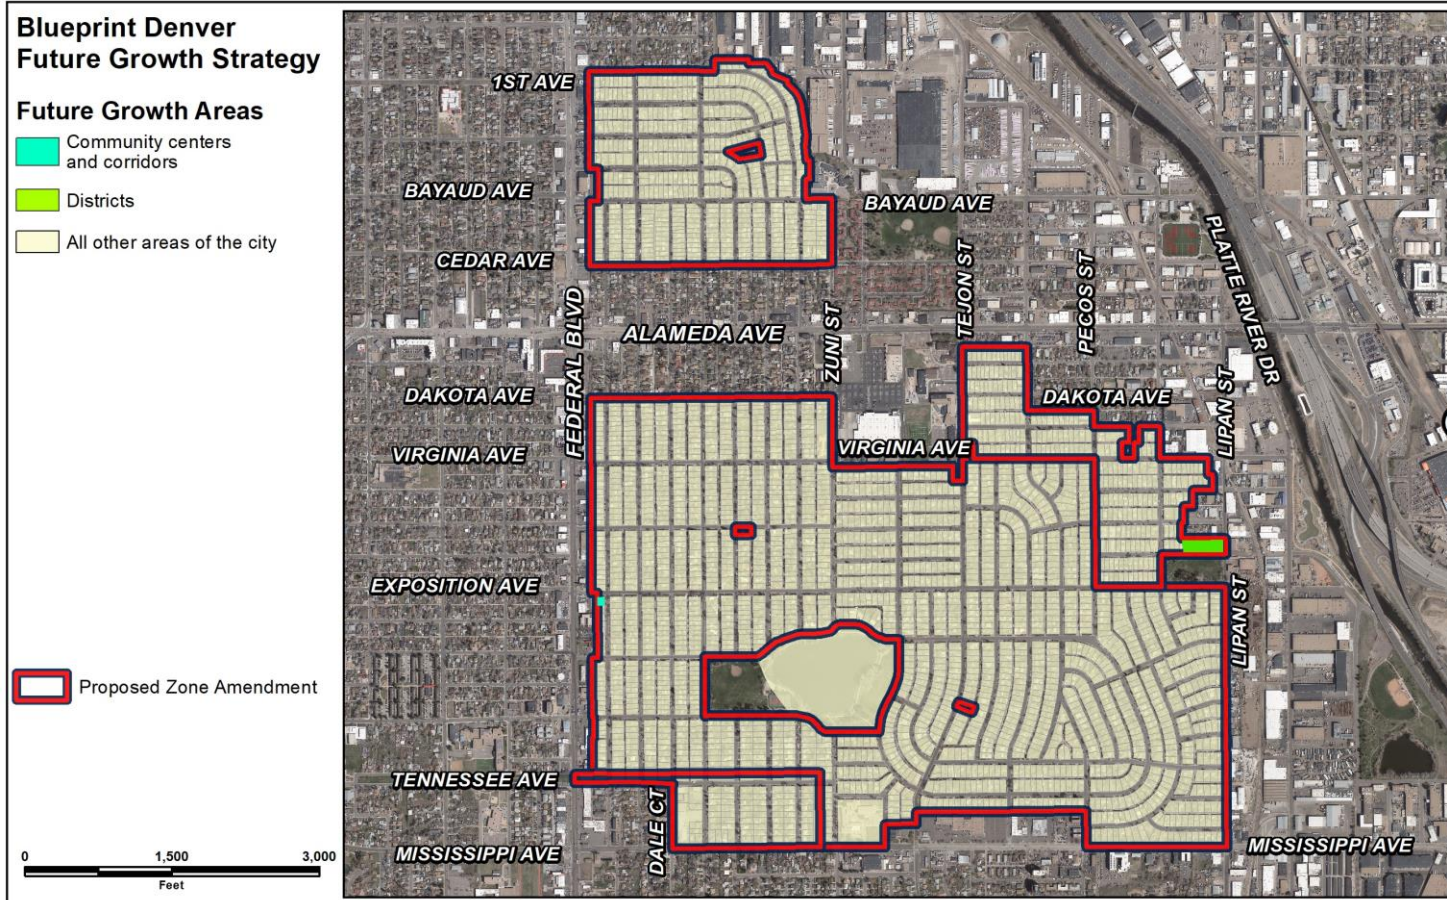 Blueprint Denver
Future Growth Strategy
Future Growth Areas
Community centers
and corridors
Districts
All other areas of the city
Proposed Zone Amendment
0 1,500 3,000
Feet
1ST AVE
BAYAUD AVE
BAYAUD AVE
CEDAR AVE
FEDERAL BLVD
ALAMEDA AVE
ZUNI ST
TEJON ST
PECOS ST
PLATTE RIVER DR
DAKOTA AVE
DAKOTA AVE
LIPAN ST
VIRGINIA AVE
VIRGINIA AVE
EXPOSITION AVE
LIPAN ST
TENNESSEE AVE
DALE CT
MISSISSIPPI AVE
MISSISSIPPI AVE